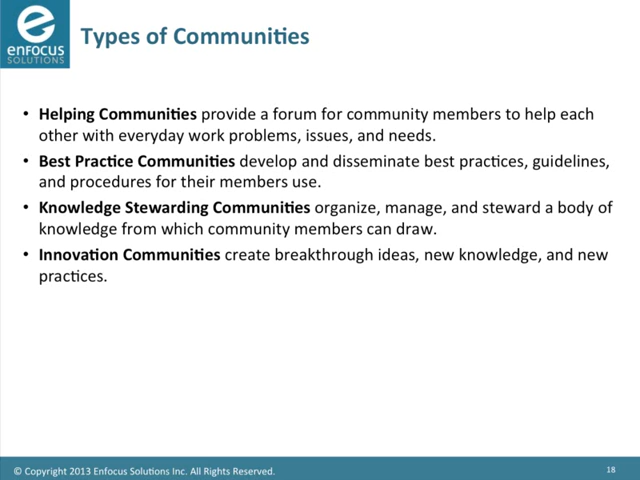 enfocus
SOLUTIONS
Types of Communities
• Helping Communities provide a forum for community members to help each
other with everyday work problems, issues, and needs.
• Best Practice Communities develop and disseminate best practices, guidelines,
and procedures for their members use.
• Knowledge Stewarding Communities organize, manage, and steward a body of
knowledge from which community members can draw.
• Innovation Communities create breakthrough ideas, new knowledge, and new
practices.
© Copyright 2013 Enfocus Solutions Inc. All Rights Reserved.
18